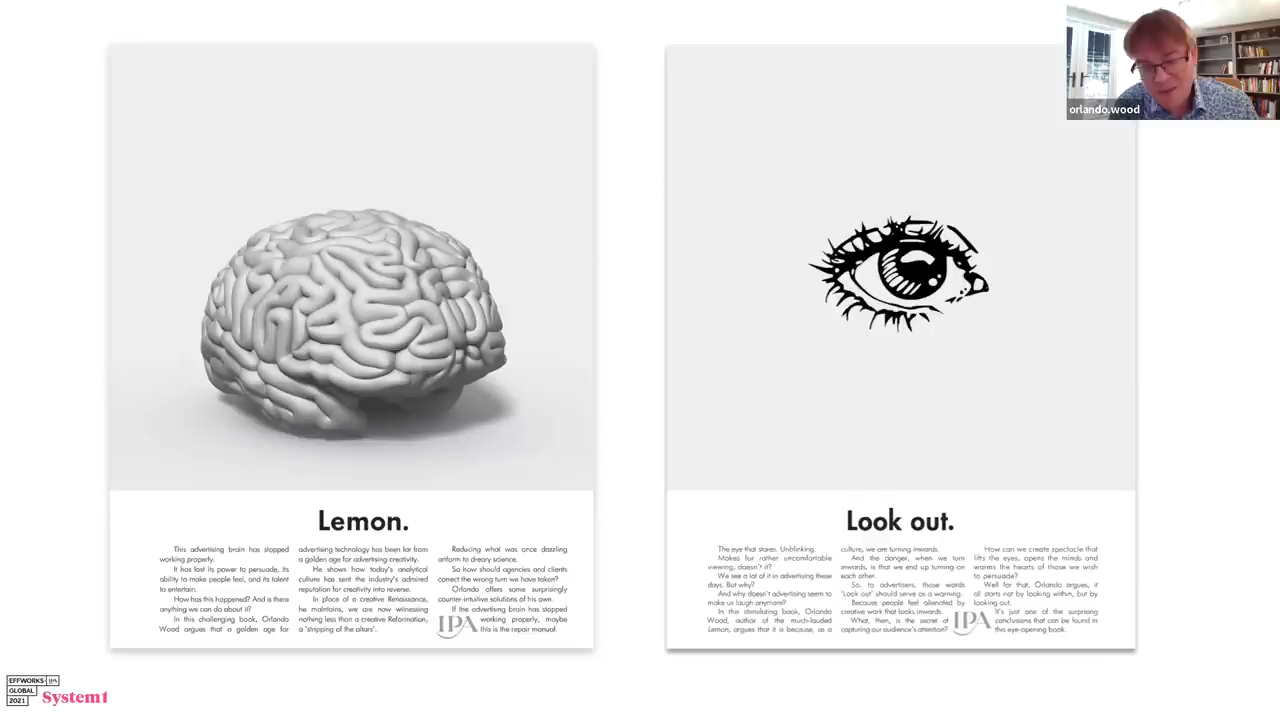 orlando.wood
Lemon.
This advertising brain has stopped
working properly.
It has lost its power to persuade, its
ability to make people feel, and its talent
to entertain.
How has this happened? And is there
anything we can do about it?
In this challenging book, Orlando
Wood argues that a golden age for
advertising technology has been far from
a golden age for advertising creativity.
He shows how today's analytical
culture has sent the industry's admired
reputation for creativity into reverse.
In place of a creative Renaissance,
he maintains, we are now witnessing
nothing less than a creative Reformation,
a 'stripping of the altars'.
Reducing what was once dazzling
artform to dreary science.
So how should agencies and clients
correct the wrong turn we have taken?
Orlando offers some surprisingly
counter-intuitive solutions of his own.
If the advertising brain has stopped
working properly, maybe
this is the repair manual.
IPA
Look out.
The eye that stares. Unblinking.
Makes for rather uncomfortable
viewing, doesn't it?
We see a lot of it in advertising these
days. But why?
And why doesn't advertising seem to
make us laugh anymore?
In this stimulating book, Orlando
Wood, author of the much-lauded
Lemon, argues that it is because, as a
culture, we are turning inwards.
And the danger, when we turn
inwards, is that we end up turning on
each other.
So, to advertisers, those words
'Look out' should serve as a warning.
Because people feel alienated by
creative work that looks inwards.
What, then, is the secret of
capturing our audience's attention?
How can we create spectacle that
lifts the eyes, opens the minds and
warms the hearts of those we wish
to persuade?
Well for that, Orlando argues, it
all starts not by looking within, but by
looking out.
It's just one of the surprising
conclusions that can be found in
this eye-opening book.
IPA
EFFWORKS IPA
GLOBAL
2021
System1